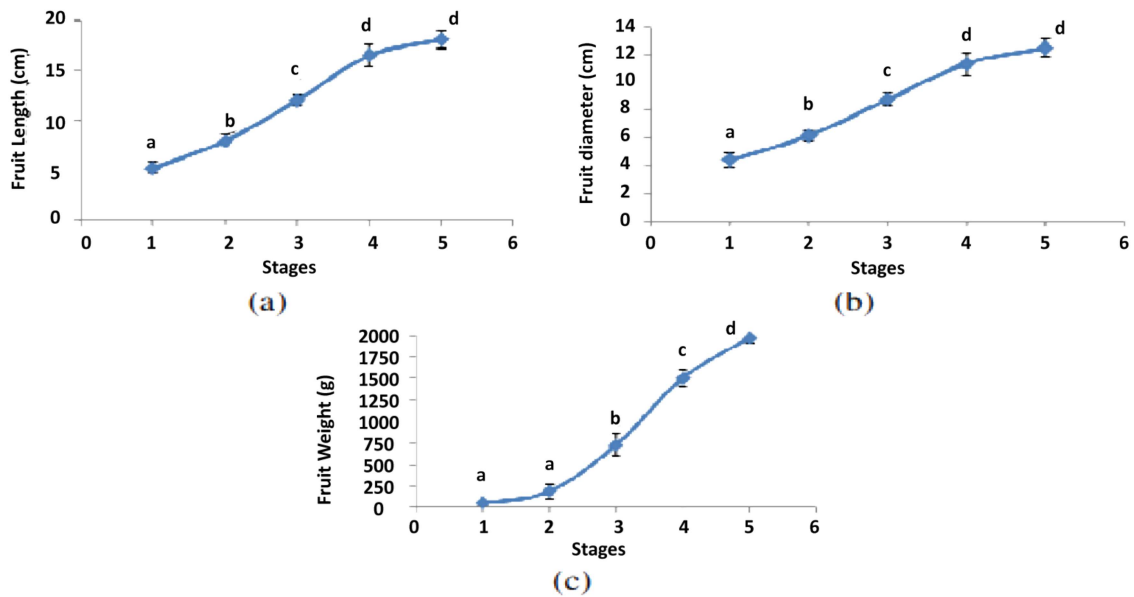 Fruit Length (cm)
20
15
10
5
0
a
b
c
d
d
0 1 2 3 4 5 6
Stages
(a)
Fruit diameter (cm)
14
12
10
8
6
4
2
0
a
b
c
d
d
0 1 2 3 4 5 6
Stages
(b)
Fruit Weight (g)
2000
1750
1500
1250
1000
750
500
250
0
a
a
b
c
d
0 1 2 3 4 5 6
Stages
(c)